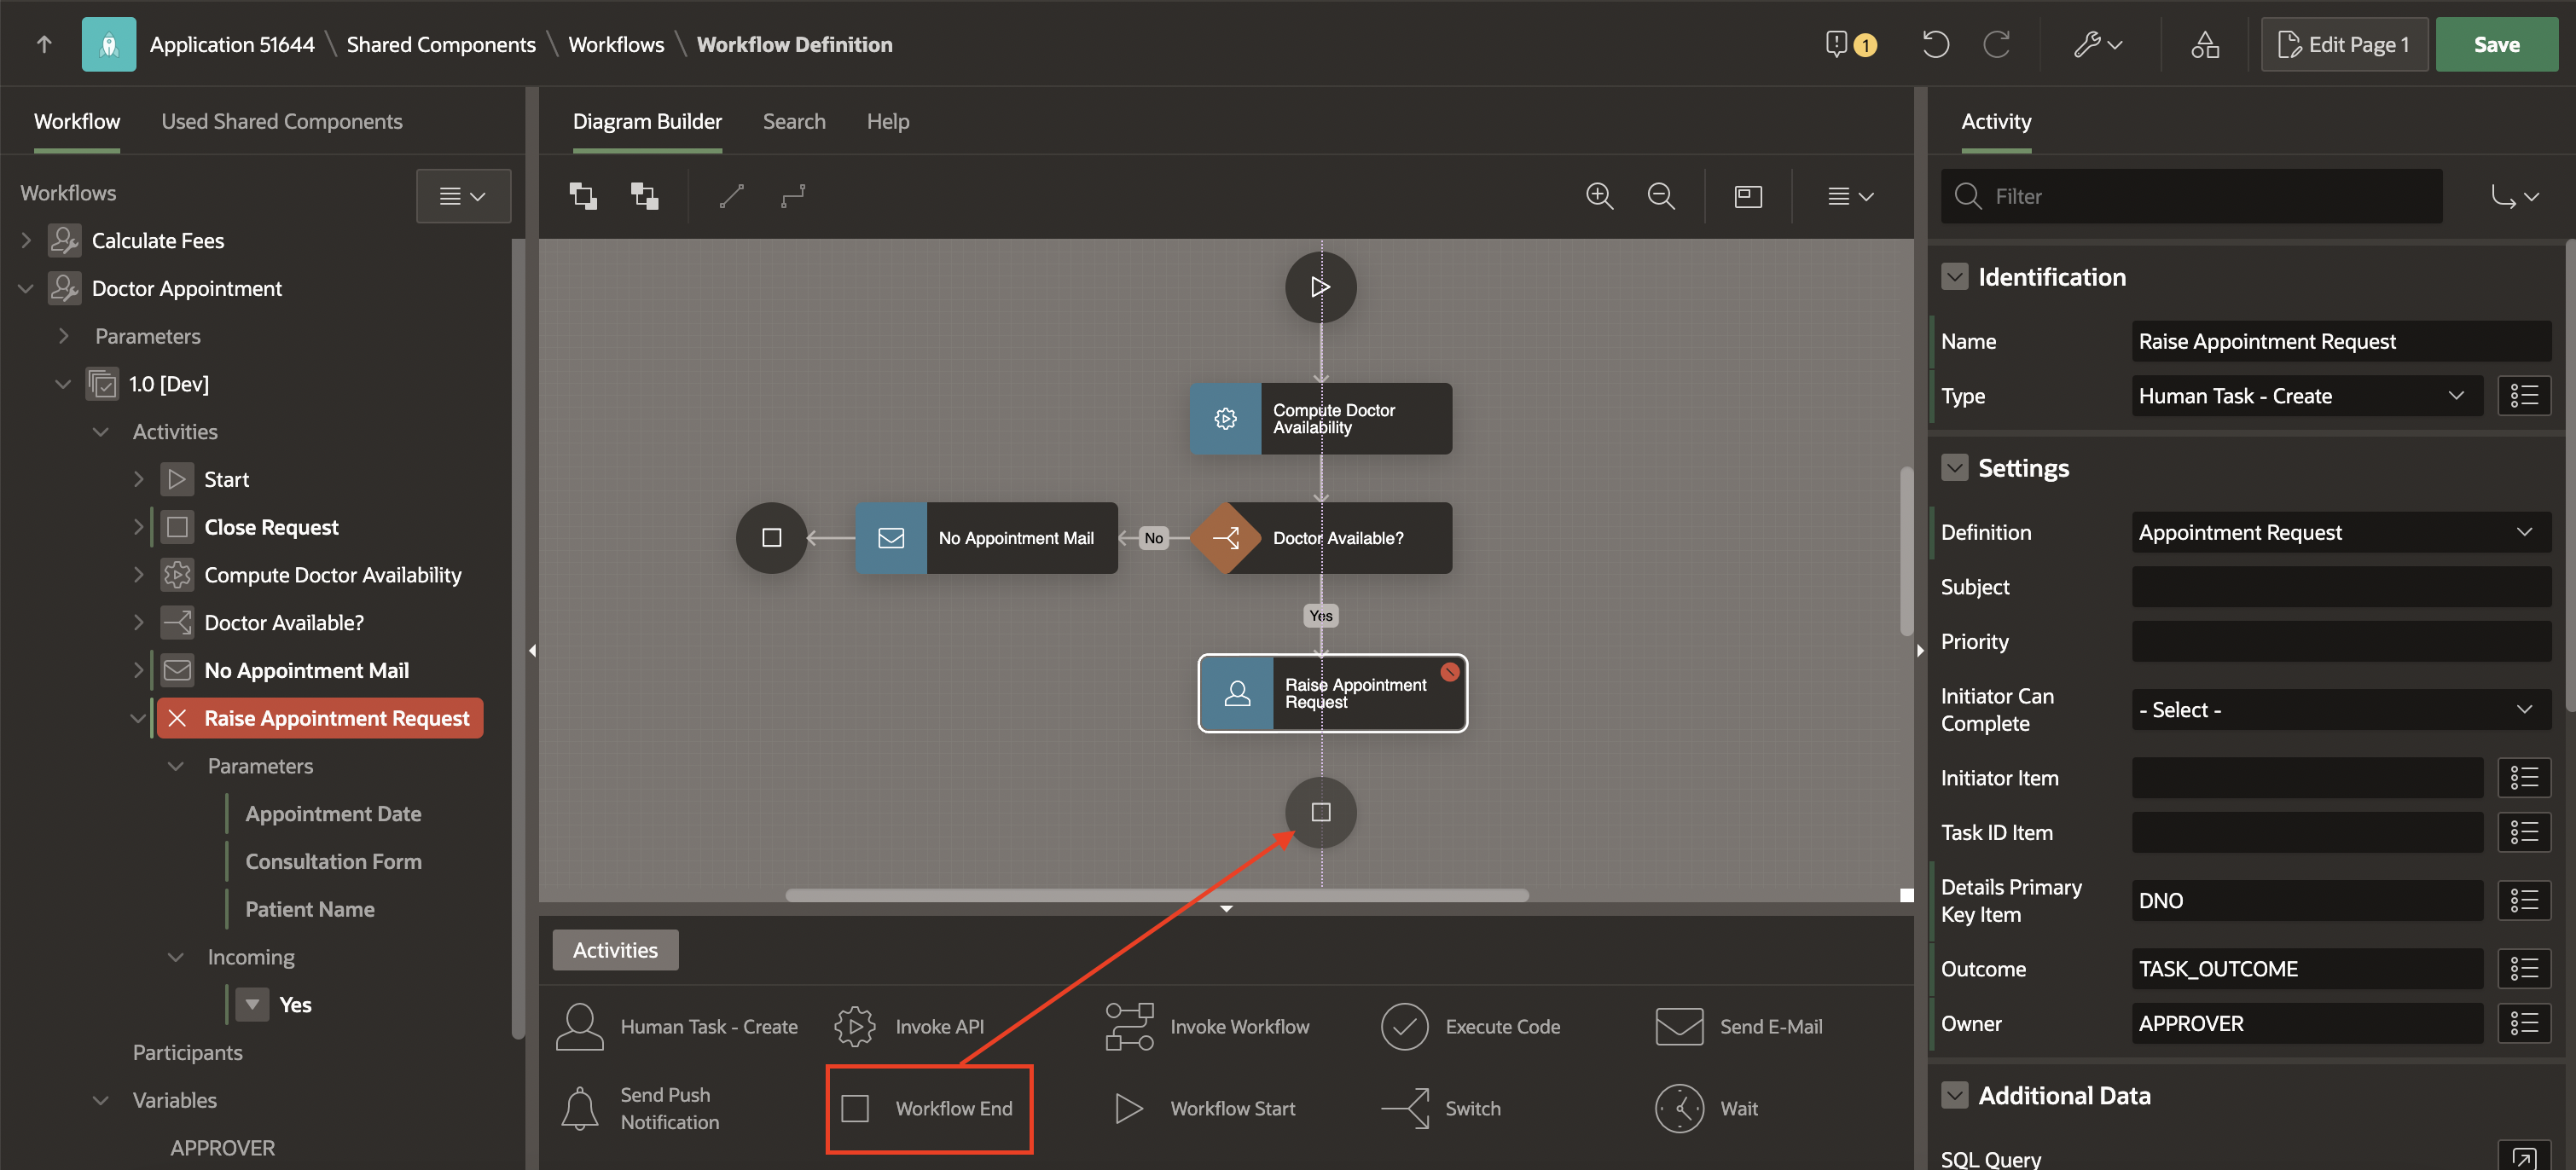 Application 51644 \ Shared Components \ Workflows \ Workflow Definition
1
Edit Page 1
Save
Workflow
Used Shared Components
Workflows
Calculate Fees
Doctor Appointment
Parameters
1.0 [Dev]
Activities
Start
Close Request
Compute Doctor Availability
Doctor Available?
No Appointment Mail
Raise Appointment Request
Parameters
Appointment Date
Consultation Form
Patient Name
Incoming
Yes
Participants
Variables
APPROVER
Diagram Builder
Search
Help
Compute Doctor
Availability
No Appointment Mail
No
Doctor Available?
Yes
Raise Appointment
Request
Activities
Human Task - Create
Invoke API
Invoke Workflow
Execute Code
Send E-Mail
Send Push
Notification
Workflow End
Workflow Start
Switch
Wait
Activity
Filter
Identification
Name
Raise Appointment Request
Type
Human Task - Create
Settings
Definition
Appointment Request
Subject
Priority
Initiator Can
Complete
- Select -
Initiator Item
Task ID Item
Details Primary
Key Item
DNO
Outcome
TASK_OUTCOME
Owner
APPROVER
Additional Data
SQL Query